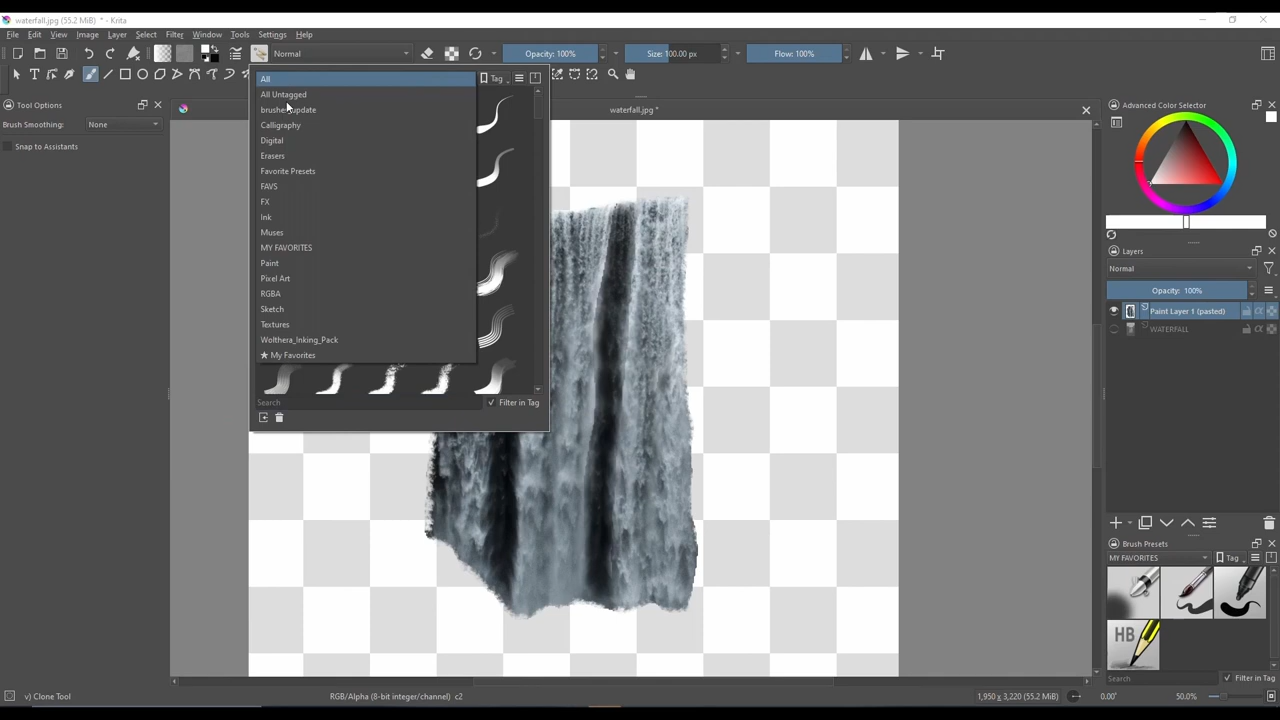 waterfall.jpg (55.2 MiB) * - Krita
File Edit View Image Layer Select Filter Window Tools Settings Help
Normal
Opacity: 100%
Size: 100.00 px
Flow: 100%
Tool Options
Brush Smoothing: None
Snap to Assistants
All
All Untagged
Calligraphy
Digital
Erasers
Favorite Presets
FAVS
FX
Ink
Muses
MY FAVORITES
Paint
Pixel Art
RGBA
Sketch
Textures
Wolthera_Inking_Pack
★ My Favorites
Tag
Search
Filter in Tag
waterfall.jpg *
Advanced Color Selector
Layers
Normal
Opacity: 100%
Paint Layer 1 (pasted)
WATERFALL
Brush Presets
MY FAVORITES
Tag
HB
Search
Filter in Tag
v) Clone Tool
RGB/Alpha (8-bit integer/channel) c2
1,950 x 3,220 (55.2 MiB)
0.00°
50.0%